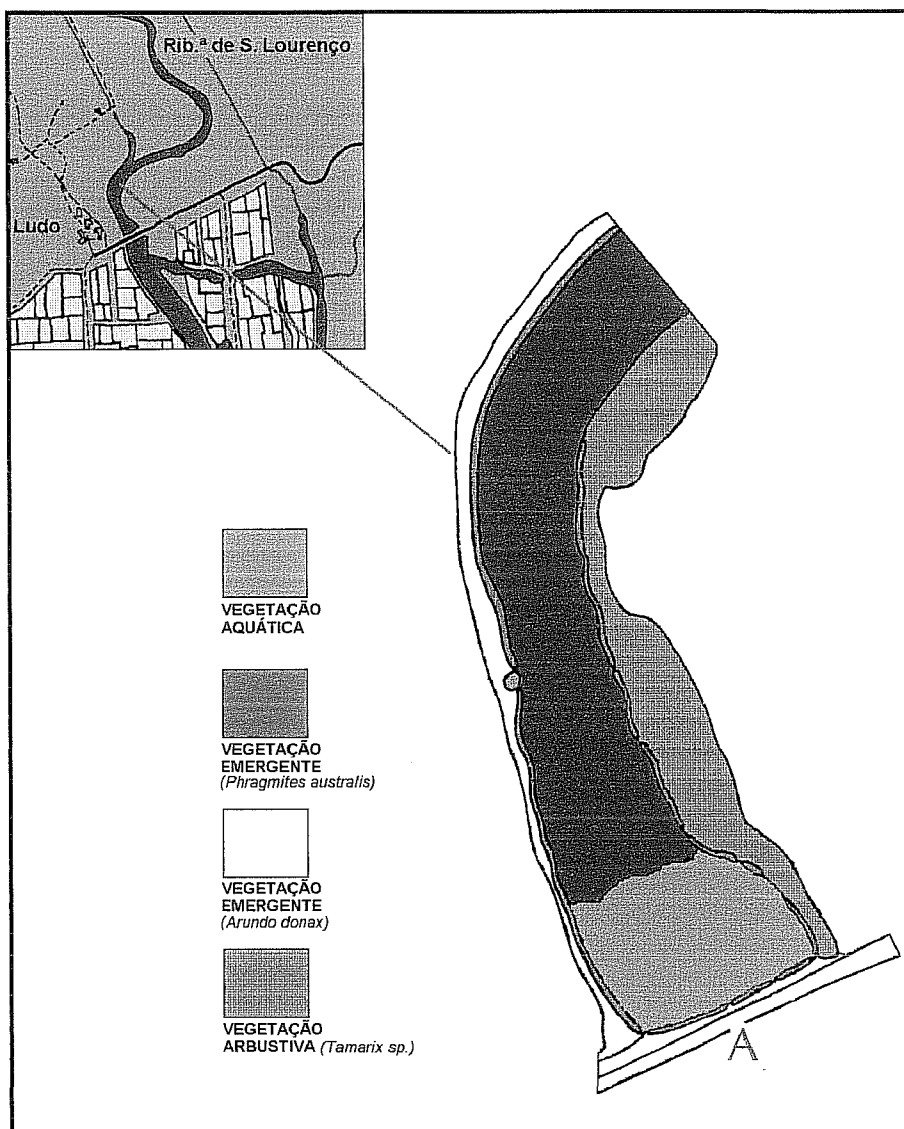 Rib.ª de S. Lourenço
Ludo
VEGETAÇÃO
AQUÁTICA
VEGETAÇÃO
EMERGENTE
(Phragmites australis)
VEGETAÇÃO
EMERGENTE
(Arundo donax)
VEGETAÇÃO
ARBUSTIVA (Tamarix sp.)
A